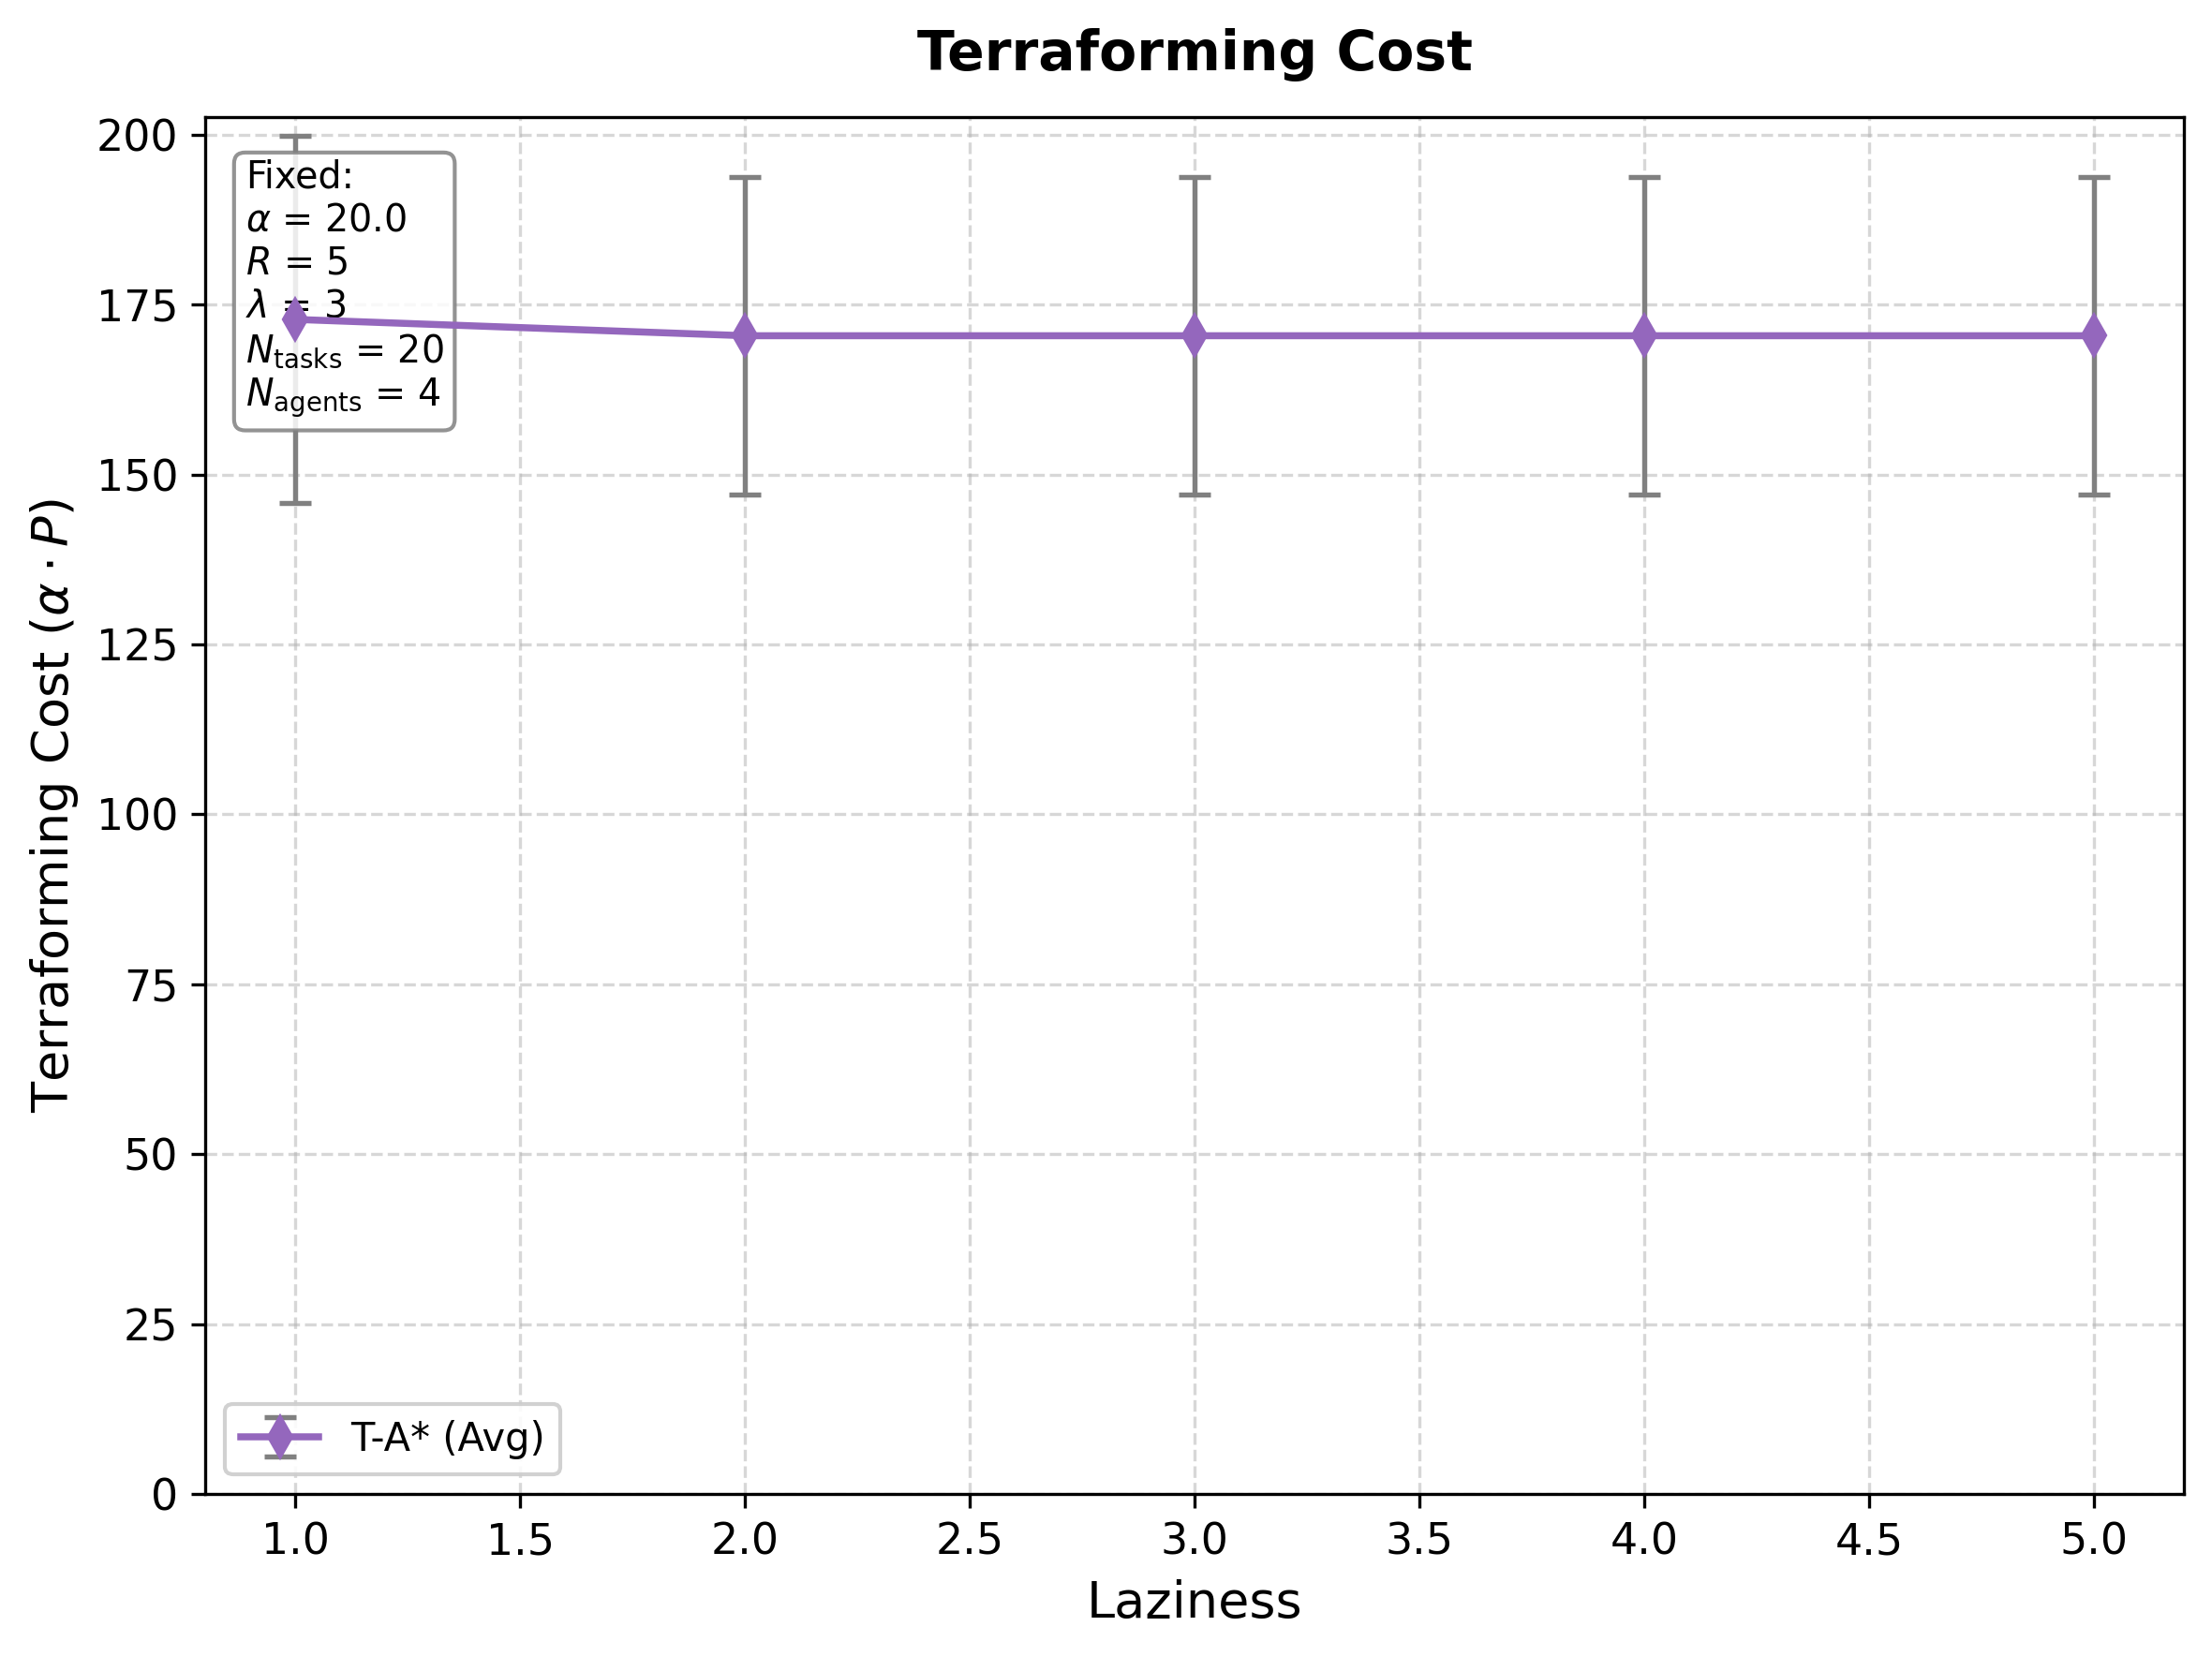 Terraforming Cost
Terraforming Cost (α · P)
200
175
150
125
100
75
50
25
0
Fixed:
α = 20.0
R = 5
λ = 3
N_tasks = 20
N_agents = 4
T-A* (Avg)
1.0 1.5 2.0 2.5 3.0 3.5 4.0 4.5 5.0
Laziness